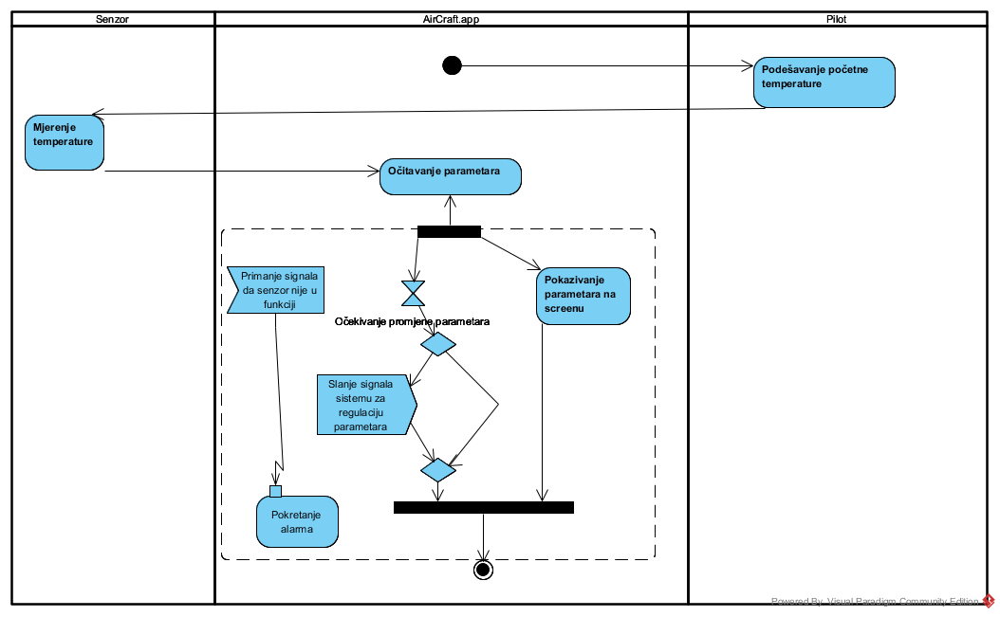 Senzor
AirCraft.app
Pilot
Podešavanje početne
temperature
Mjerenje
temperature
Očitavanje parametara
Primanje signala
da senzor nije u
funkciji
Pokazivanje
parametara na
screenu
Očekivanje promjene parametara
Slanje signala
sistemu za
regulaciju
parametara
Pokretanje
alarma
Powered By Visual Paradigm Community Edition